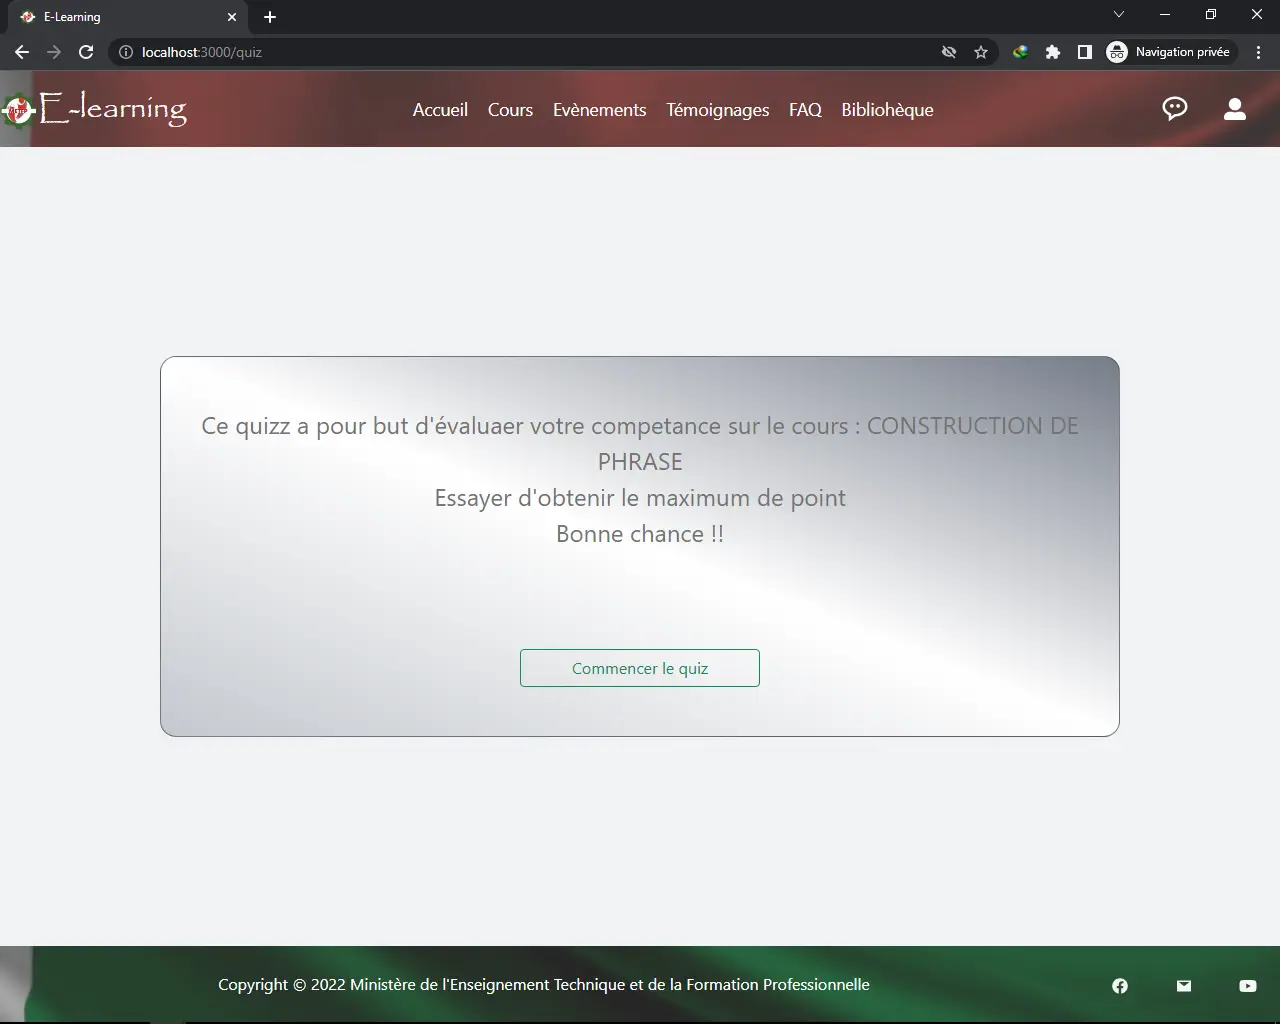 E-Learning
localhost:3000/quiz
Navigation privée
E-learning
Accueil Cours Evènements Témoignages FAQ Bibliohèque
Ce quizz a pour but d'évaluaer votre competance sur le cours : CONSTRUCTION DE
PHRASE
Essayer d'obtenir le maximum de point
Bonne chance !!
Commencer le quiz
Copyright © 2022 Ministère de l'Enseignement Technique et de la Formation Professionnelle